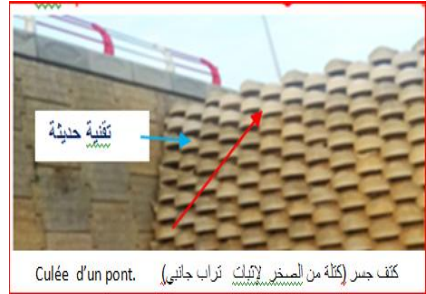 تقنية حديثة
Culée d'un pont. كتف جسر (كتلة من الصخر لإثبات تراب جانبي)